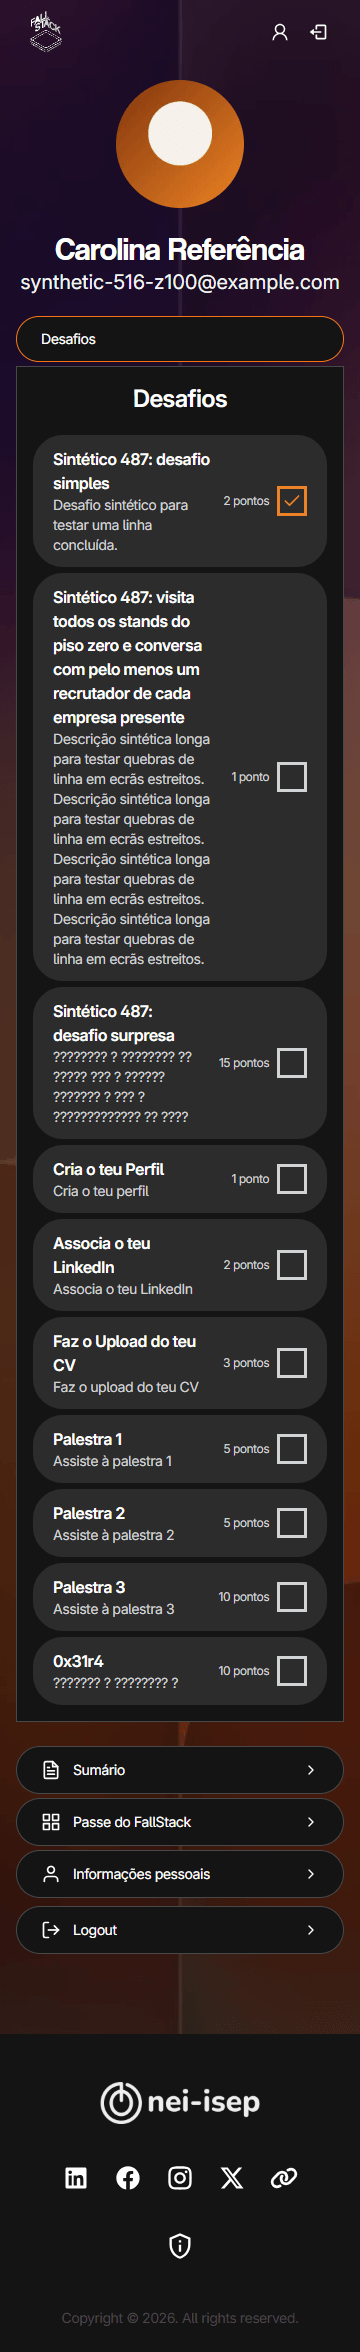 FALL
STACK
Carolina Referência
synthetic-516-z100@example.com
Desafios
Desafios
Sintético 487: desafio
simples
Desafio sintético para
testar uma linha
concluída.
2 pontos
Sintético 487: visita
todos os stands do
piso zero e conversa
com pelo menos um
recrutador de cada
empresa presente
Descrição sintética longa
para testar quebras de
linha em ecrãs estreitos.
Descrição sintética longa
para testar quebras de
linha em ecrãs estreitos.
Descrição sintética longa
para testar quebras de
linha em ecrãs estreitos.
Descrição sintética longa
para testar quebras de
linha em ecrãs estreitos.
1 ponto
Sintético 487:
desafio surpresa
???????? ? ???????? ??
????? ??? ? ??????
??????? ? ??? ?
????????????? ?? ????
15 pontos
Cria o teu Perfil
Cria o teu perfil
1 ponto
Associa o teu
LinkedIn
Associa o teu LinkedIn
2 pontos
Faz o Upload do teu
CV
Faz o upload do teu CV
3 pontos
Palestra 1
Assiste à palestra 1
5 pontos
Palestra 2
Assiste à palestra 2
5 pontos
Palestra 3
Assiste à palestra 3
10 pontos
0x31r4
??????? ? ???????? ?
10 pontos
Sumário
Passe do FallStack
Informações pessoais
Logout
nei-isep
Copyright © 2026. All rights reserved.